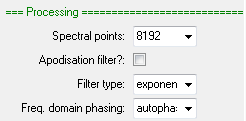 === Processing ===========================
Spectral points: 8192
Apodisation filter?:
Filter type: exponen
Freq. domain phasing: autopha: